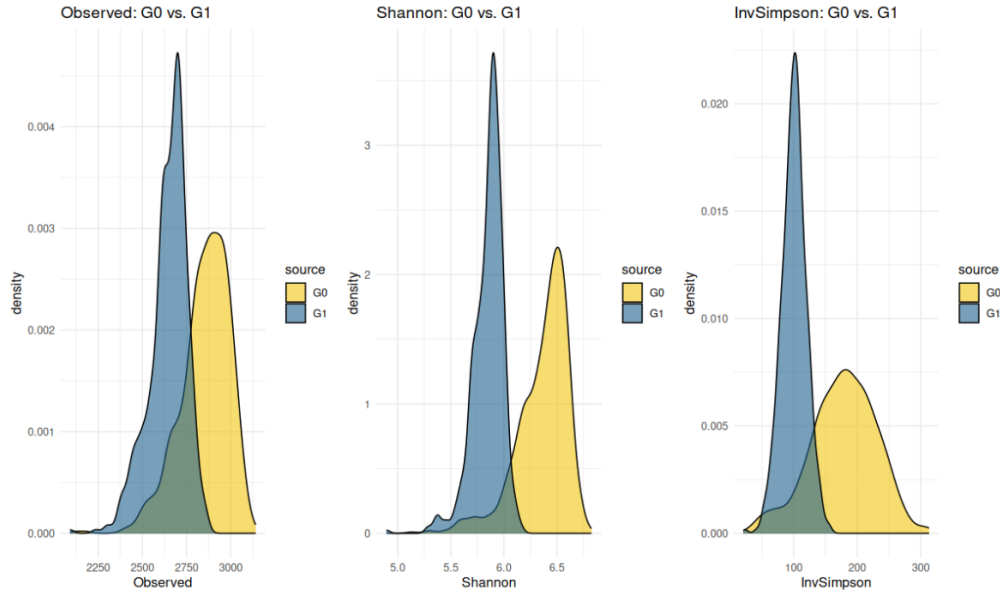 Observed: G0 vs. G1
density
0.004
0.003
0.002
0.001
0.000
2250 2500 2750 3000
Observed
source
G0
G1
Shannon: G0 vs. G1
density
3
2
1
0
5.0 5.5 6.0 6.5
Shannon
source
G0
G1
InvSimpson: G0 vs. G1
density
0.020
0.015
0.010
0.005
0.000
100 200 300
InvSimpson
source
G0
G1